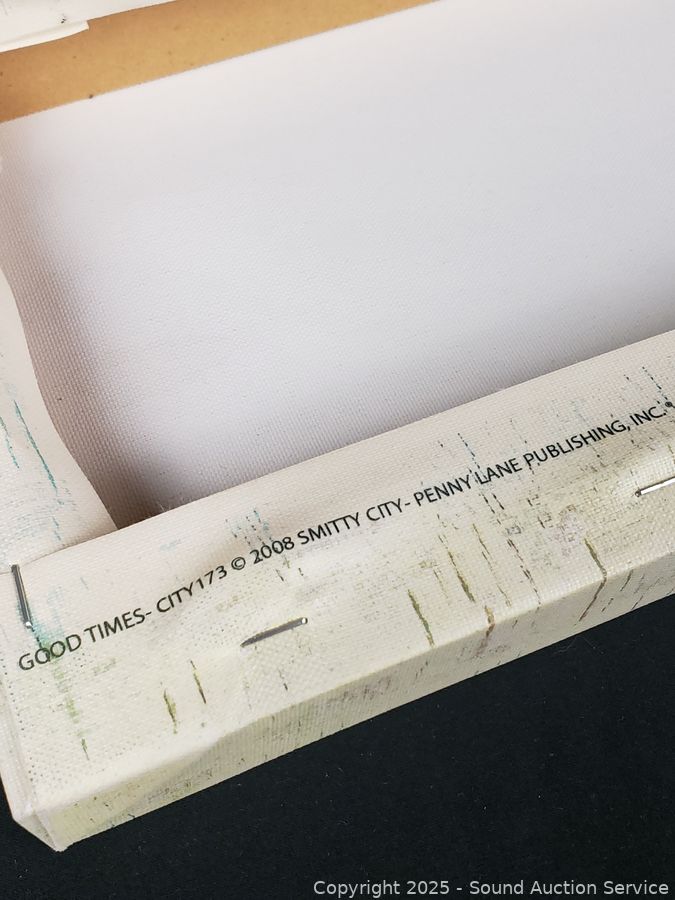 GOOD TIMES- CITY173 © 2008 SMITTY CITY- PENNY LANE PUBLISHING, INC.®
Copyright 2025 - Sound Auction Service